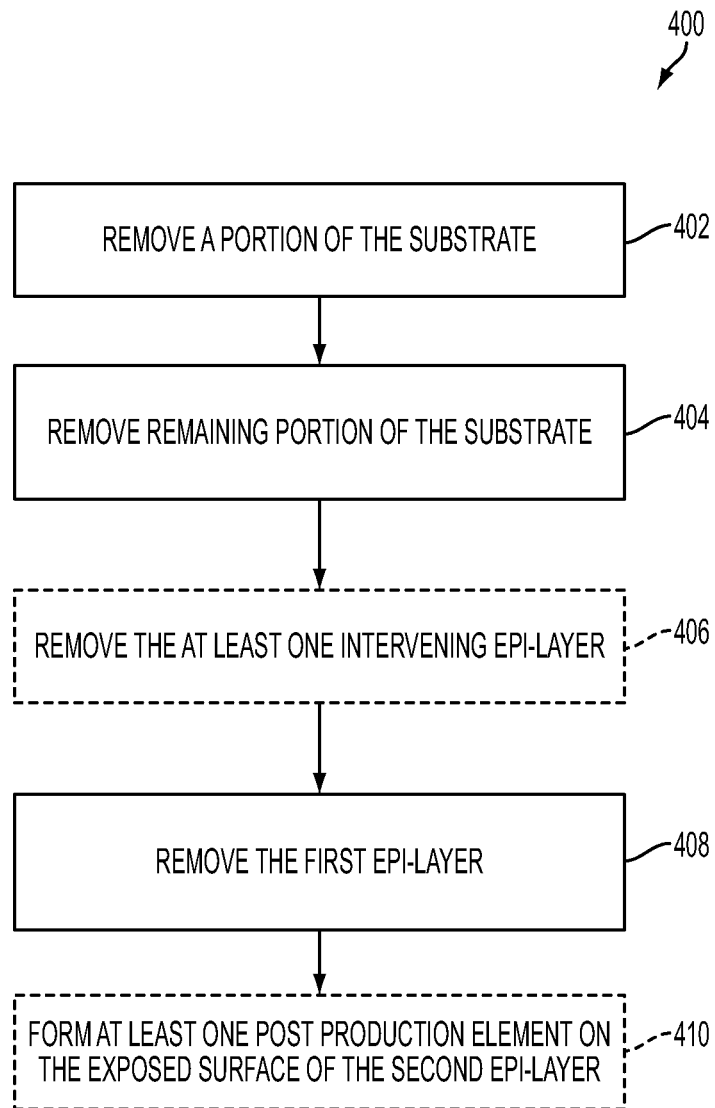 400
REMOVE A PORTION OF THE SUBSTRATE
402
REMOVE REMAINING PORTION OF THE SUBSTRATE
404
REMOVE THE AT LEAST ONE INTERVENING EPI-LAYER
406
REMOVE THE FIRST EPI-LAYER
408
FORM AT LEAST ONE POST PRODUCTION ELEMENT ON
THE EXPOSED SURFACE OF THE SECOND EPI-LAYER
410